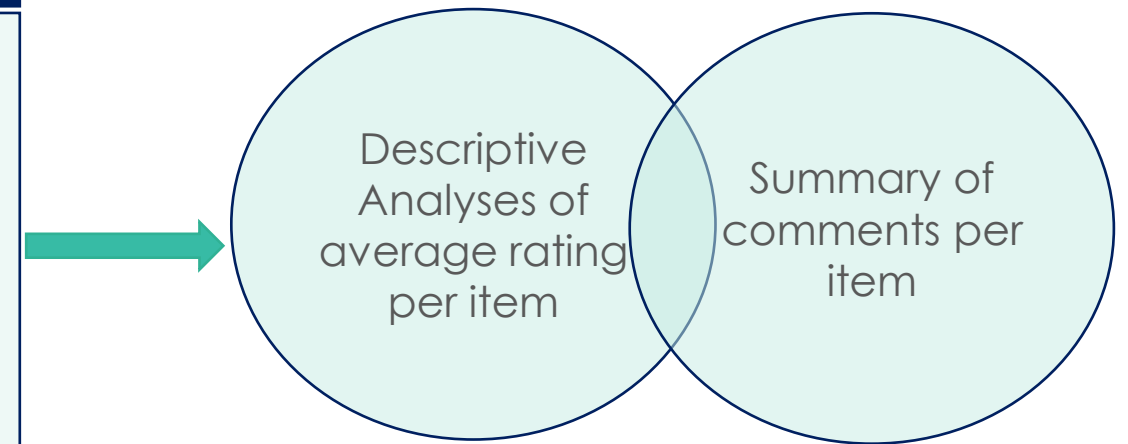 Descriptive
Analyses of
average rating
per item
Summary of
comments per
item